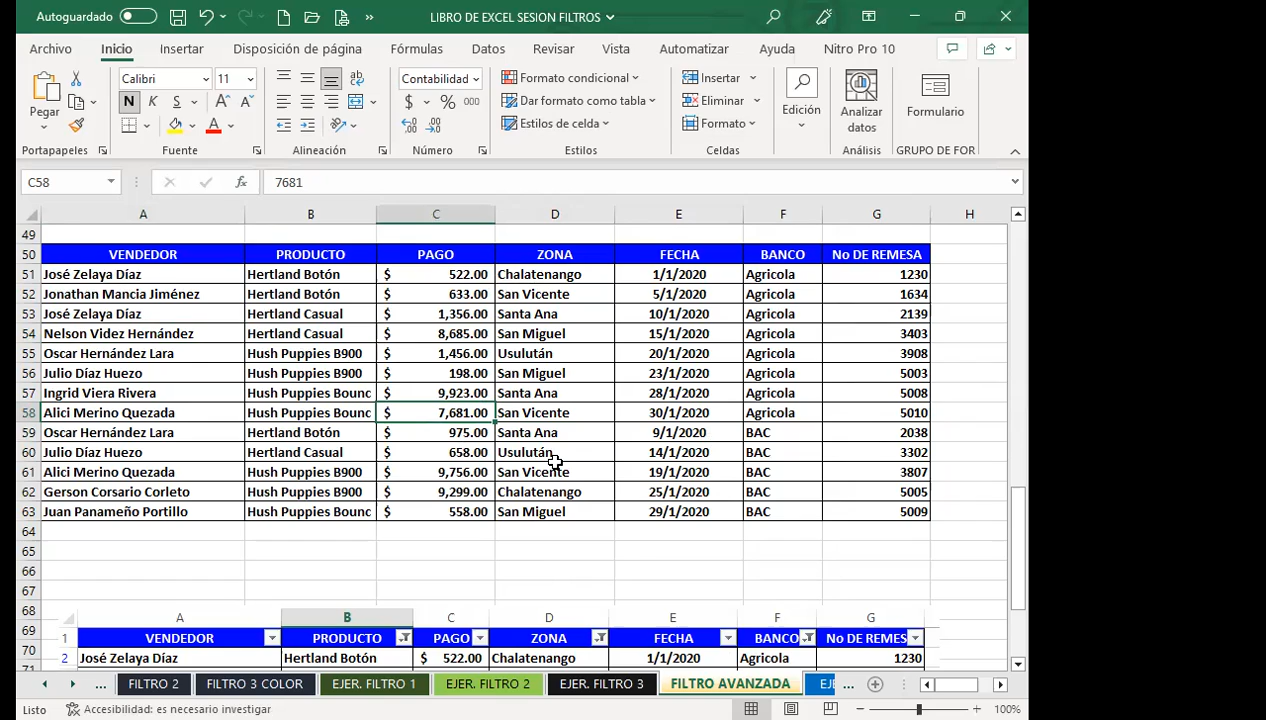 Autoguardado LIBRO DE EXCEL SESION FILTROS
Archivo Inicio Insertar Disposición de página Fórmulas Datos Revisar Vista Automatizar Ayuda Nitro Pro 10
Pegar
Calibri 11
N K S
Contabilidad
$ % 000
Formato condicional
Dar formato como tabla
Estilos de celda
Insertar
Eliminar
Formato
Edición
Analizar datos
Formulario
Portapapeles Fuente Alineación Número Estilos Celdas Análisis GRUPO DE FOR
C58 fx 7681
A B C D E F G H
49
50 VENDEDOR PRODUCTO PAGO ZONA FECHA BANCO No DE REMESA
51 José Zelaya Díaz Hertland Botón $ 522.00 Chalatenango 1/1/2020 Agricola 1230
52 Jonathan Mancia Jiménez Hertland Botón $ 633.00 San Vicente 5/1/2020 Agricola 1634
53 José Zelaya Díaz Hertland Casual $ 1,356.00 Santa Ana 10/1/2020 Agricola 2139
54 Nelson Videz Hernández Hertland Casual $ 8,685.00 San Miguel 15/1/2020 Agricola 3403
55 Oscar Hernández Lara Hush Puppies B900 $ 1,456.00 Usulután 20/1/2020 Agricola 3908
56 Julio Díaz Huezo Hush Puppies B900 $ 198.00 San Miguel 23/1/2020 Agricola 5003
57 Ingrid Viera Rivera Hush Puppies Bounc $ 9,923.00 Santa Ana 28/1/2020 Agricola 5008
58 Alici Merino Quezada Hush Puppies Bounc $ 7,681.00 San Vicente 30/1/2020 Agricola 5010
59 Oscar Hernández Lara Hertland Botón $ 975.00 Santa Ana 9/1/2020 BAC 2038
60 Julio Díaz Huezo Hertland Casual $ 658.00 Usulután 14/1/2020 BAC 3302
61 Alici Merino Quezada Hush Puppies B900 $ 9,756.00 San Vicente 19/1/2020 BAC 3807
62 Gerson Corsario Corleto Hush Puppies B900 $ 9,299.00 Chalatenango 25/1/2020 BAC 5005
63 Juan Panameño Portillo Hush Puppies Bounc $ 558.00 San Miguel 29/1/2020 BAC 5009
64
65
66
67
68 A B C D E F G
69 1 VENDEDOR PRODUCTO PAGO ZONA FECHA BANCO No DE REMES
70 2 José Zelaya Díaz Hertland Botón $ 522.00 Chalatenango 1/1/2020 Agricola 1230
71
... FILTRO 2 FILTRO 3 COLOR EJER. FILTRO 1 EJER. FILTRO 2 EJER. FILTRO 3 FILTRO AVANZADA EJE ...
Listo Accesibilidad: es necesario investigar 100%